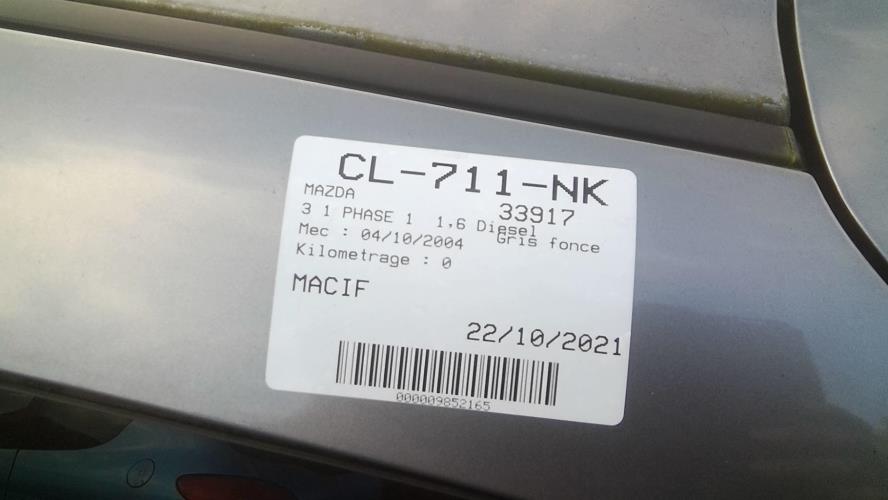 CL-711-NK
MAZDA 33917
3 1 PHASE 1 1,6 Diesel
Mec : 04/10/2004 Gris fonce
Kilometrage : 0
MACIF
22/10/2021
000009852165